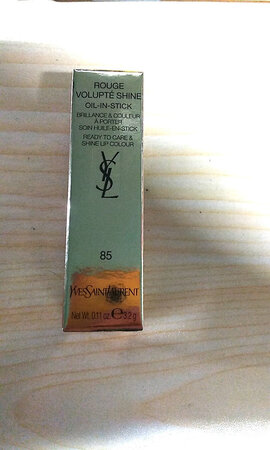 ROUGE
VOLUPTÉ SHINE
OIL-IN-STICK
BRILLANCE & COULEUR
À PORTER
SOIN HUILE-EN-STICK
READY-TO-CARE &
SHINE UP COLOUR
YSL
85
YVESSAINTLAURENT
Net Wt. 0.11 oz ℮ 3.2 g